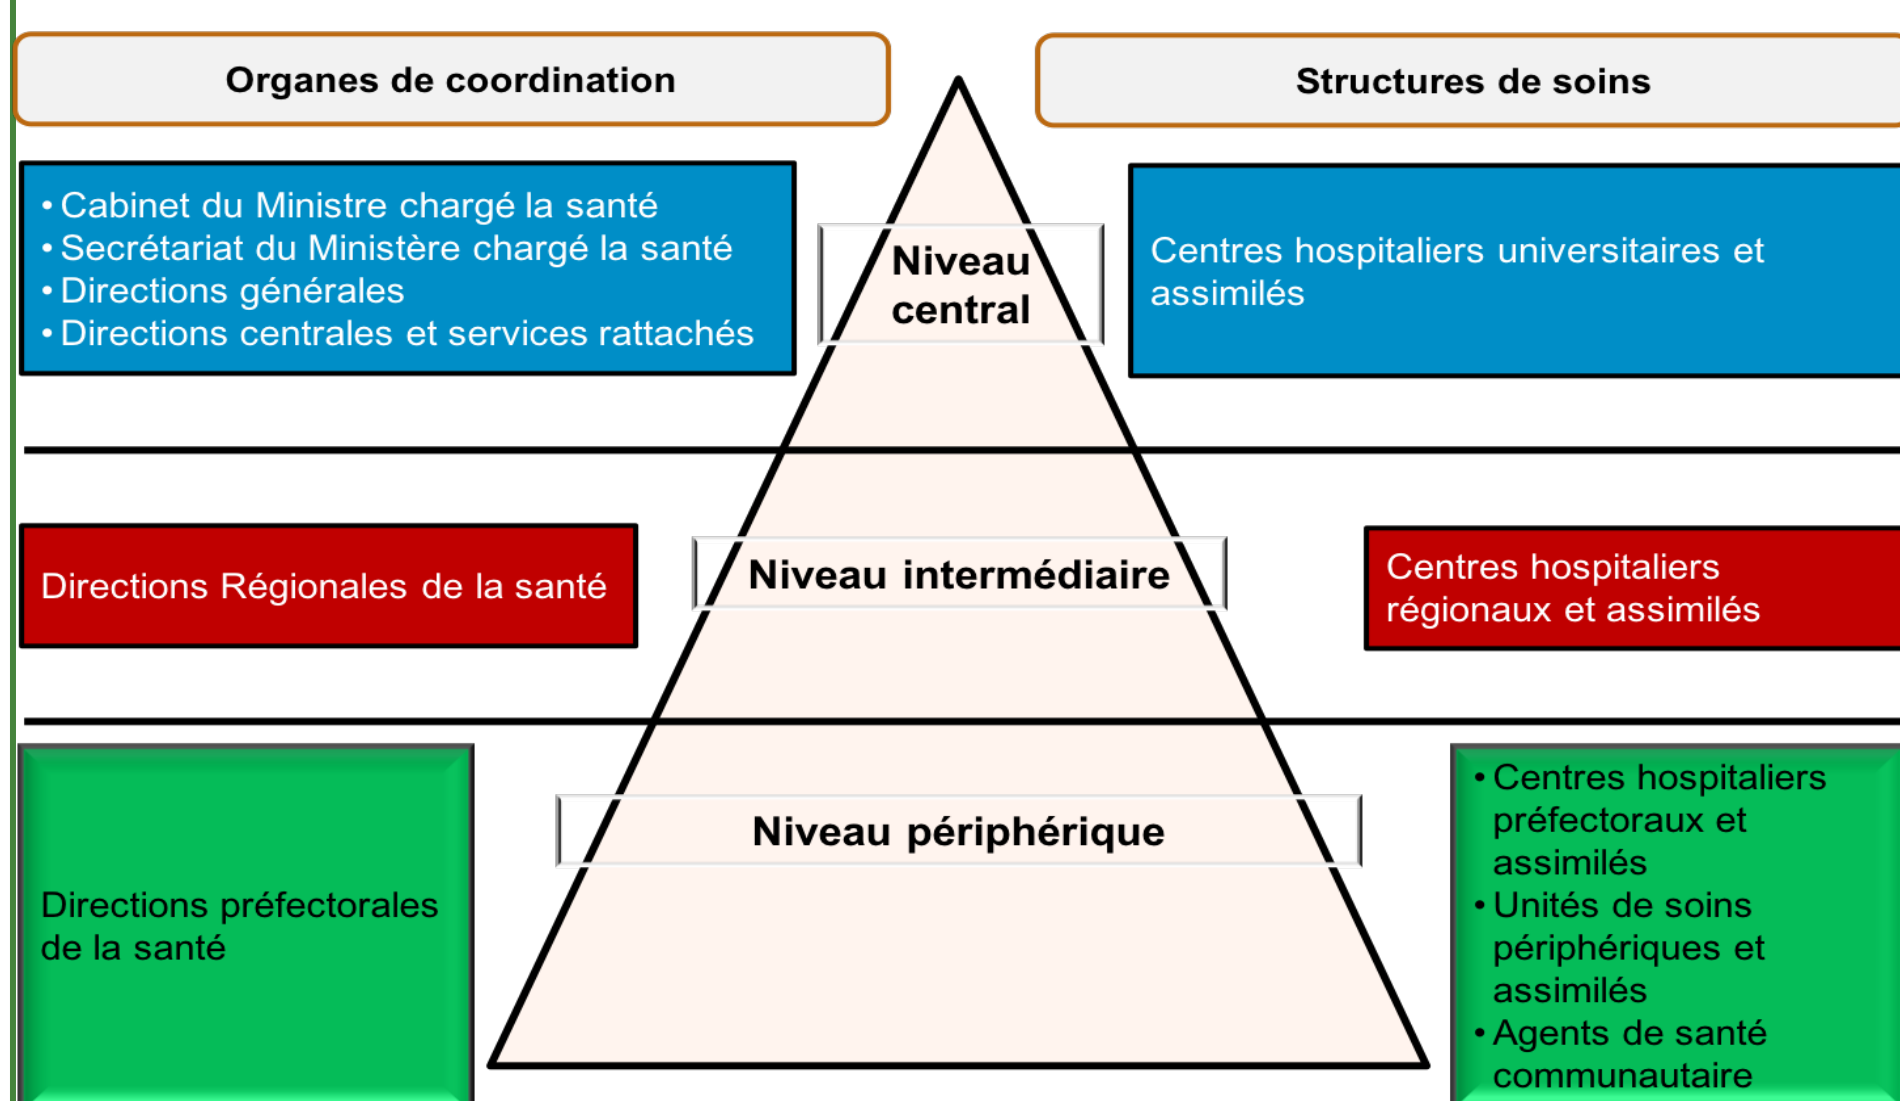 Organes de coordination
Structures de soins
• Cabinet du Ministre chargé la santé
• Secrétariat du Ministère chargé la santé
• Directions générales
• Directions centrales et services rattachés
Niveau
central
Centres hospitaliers universitaires et
assimilés
Directions Régionales de la santé
Niveau intermédiaire
Centres hospitaliers
régionaux et assimilés
Directions préfectorales
de la santé
Niveau périphérique
• Centres hospitaliers
préfectoraux et
assimilés
• Unités de soins
périphériques et
assimilés
• Agents de santé
communautaire